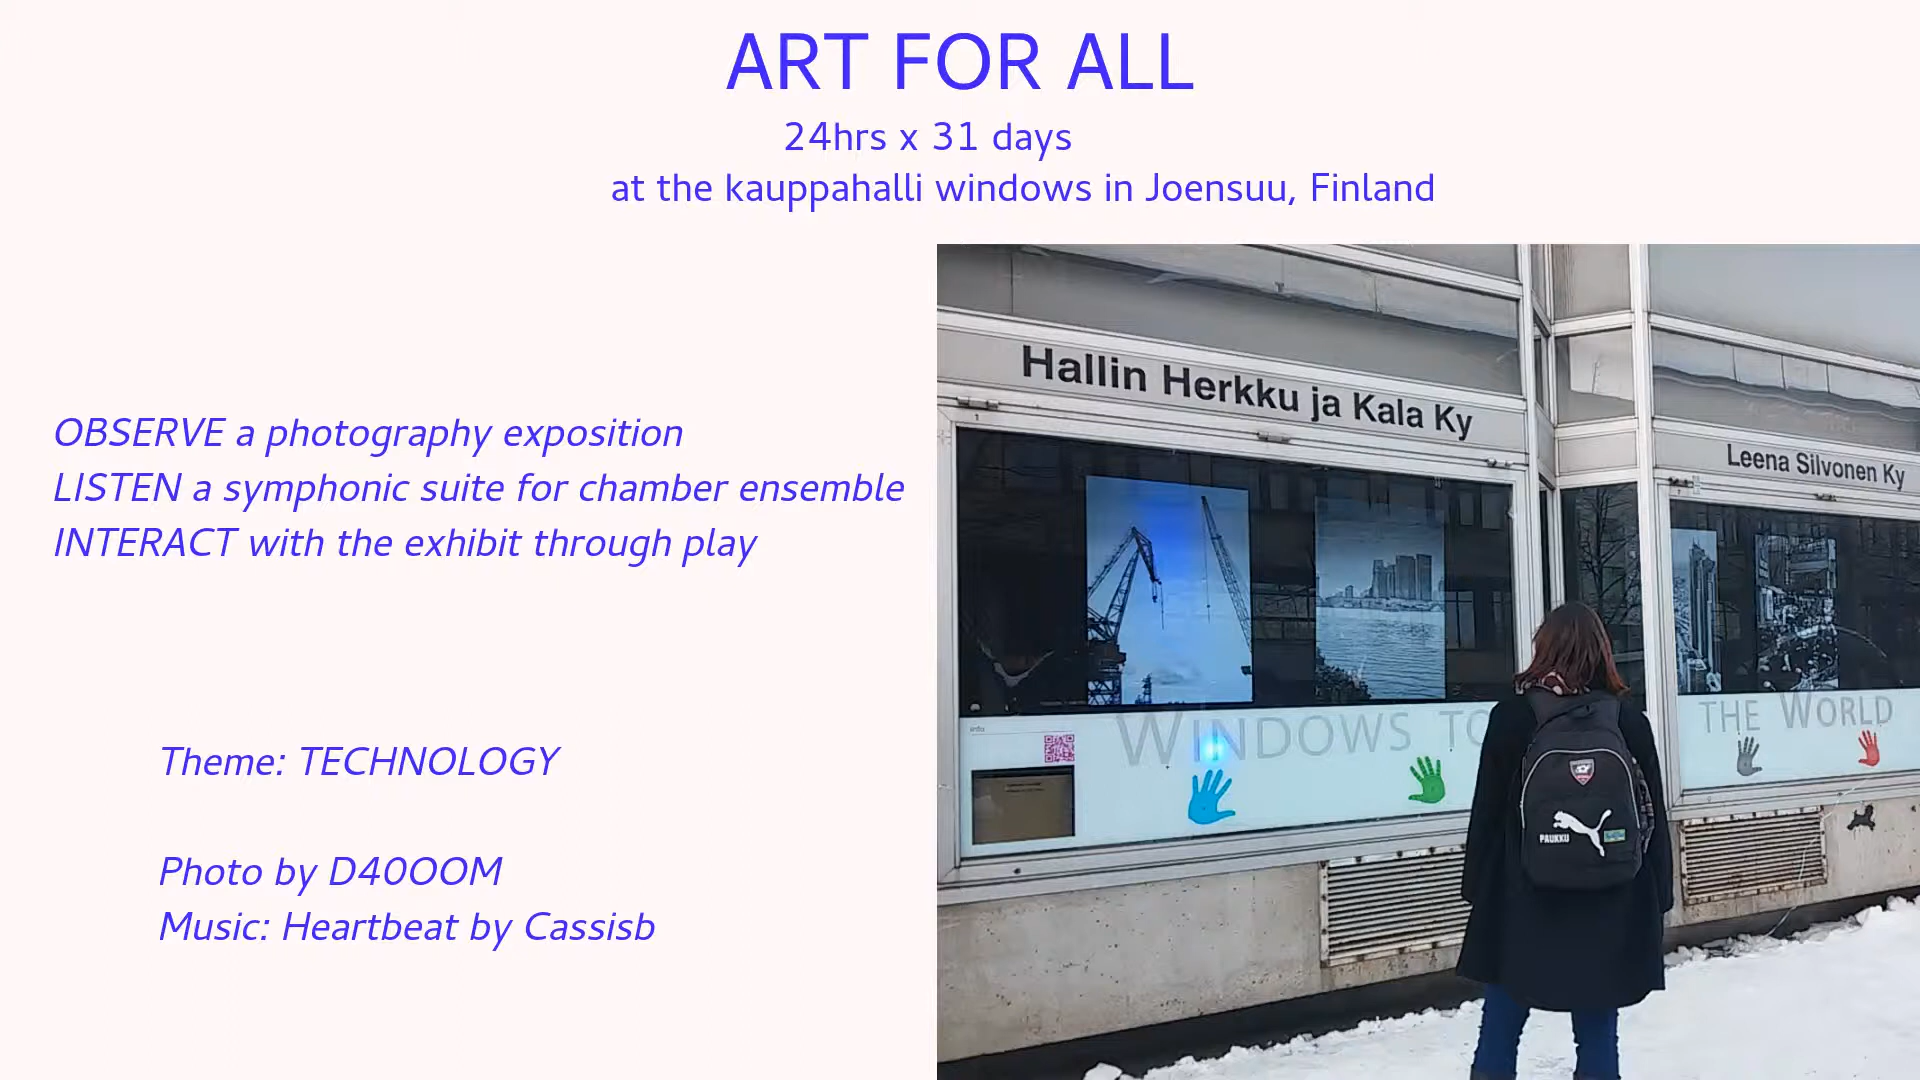 ART FOR ALL
24hrs x 31 days
at the kauppahalli windows in Joensuu, Finland
OBSERVE a photography exposition
LISTEN a symphonic suite for chamber ensemble
INTERACT with the exhibit through play
Theme: TECHNOLOGY
Photo by D40OOM
Music: Heartbeat by Cassisb
Hallin Herkku ja Kala Ky
Leena Silvonen Ky
WINDOWS TO
THE WORLD
info
PAUKKU